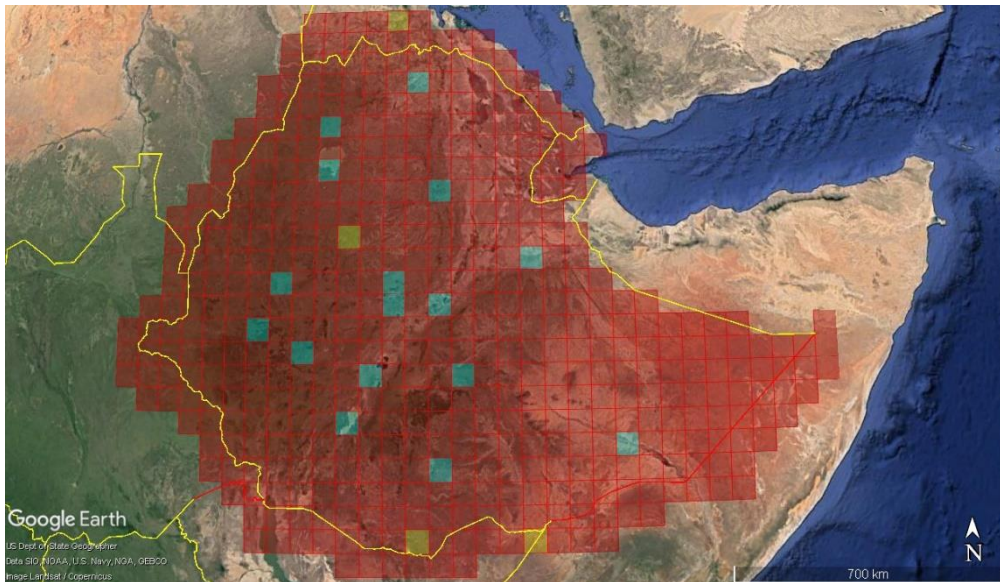 Google Earth
US Dept of State Geographer
Data SIO, NOAA, U.S. Navy, NGA, GEBCO
Image Landsat / Copernicus
700 km
N